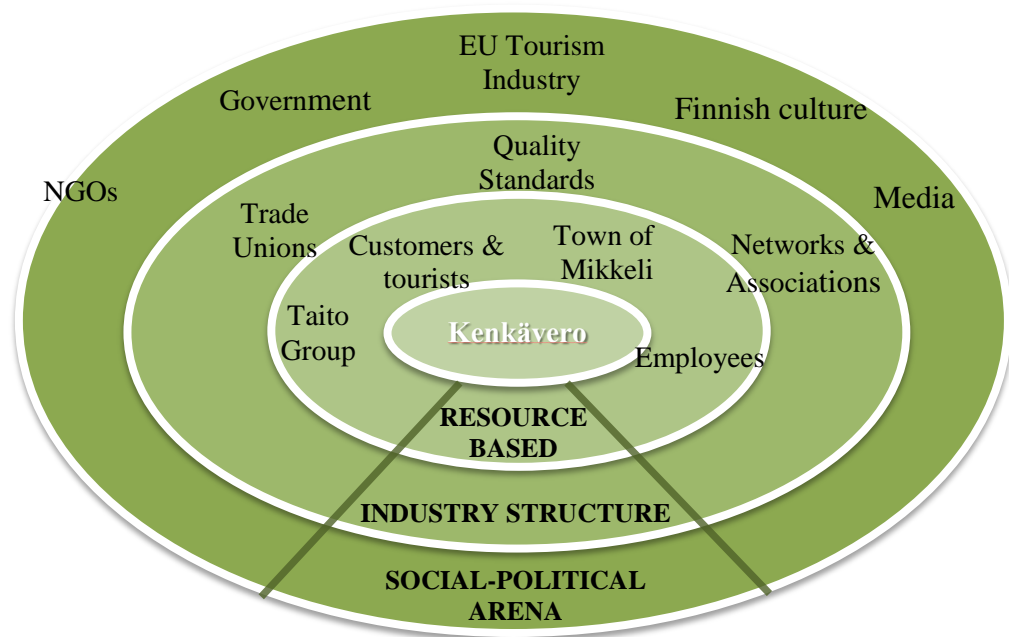 EU Tourism
Industry
Government
Finnish culture
Quality
Standards
NGOs
Media
Trade
Unions
Customers &
tourists
Town of
Mikkeli
Networks &
Associations
Taito
Group
Kenkävero
Employees
RESOURCE
BASED
INDUSTRY STRUCTURE
SOCIAL-POLITICAL
ARENA